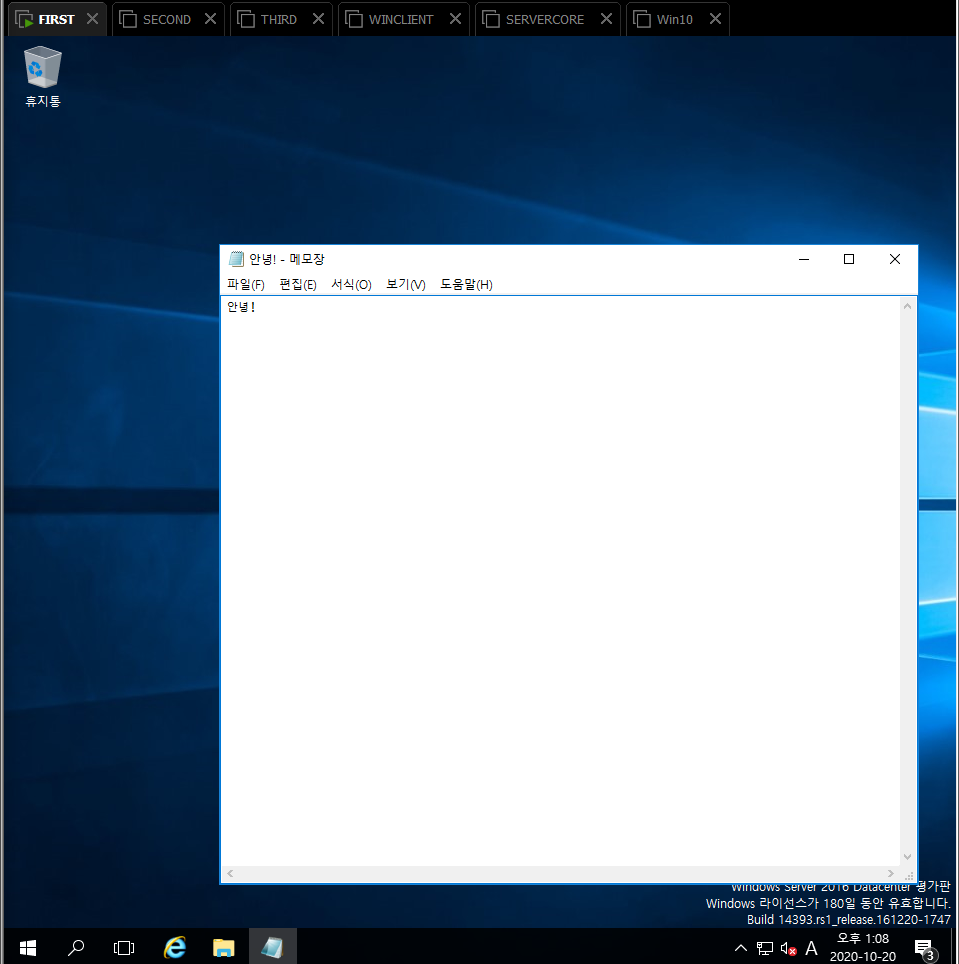 FIRST
SECOND
THIRD
WINCLIENT
SERVERCORE
Win10
휴지통
안녕! - 메모장
파일(F) 편집(E) 서식(O) 보기(V) 도움말(H)
안녕!
Windows Server 2016 Datacenter 평가판
Windows 라이선스가 180일 동안 유효합니다.
Build 14393.rs1_release.161220-1747
A
오후 1:08
2020-10-20
3